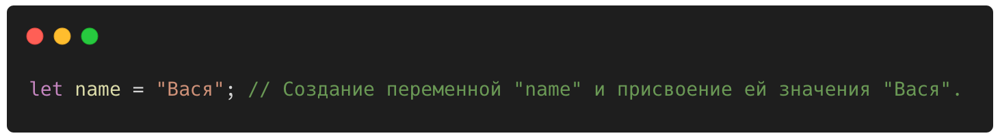 let name = "Вася"; // Создание переменной "name" и присвоение ей значения "Вася".